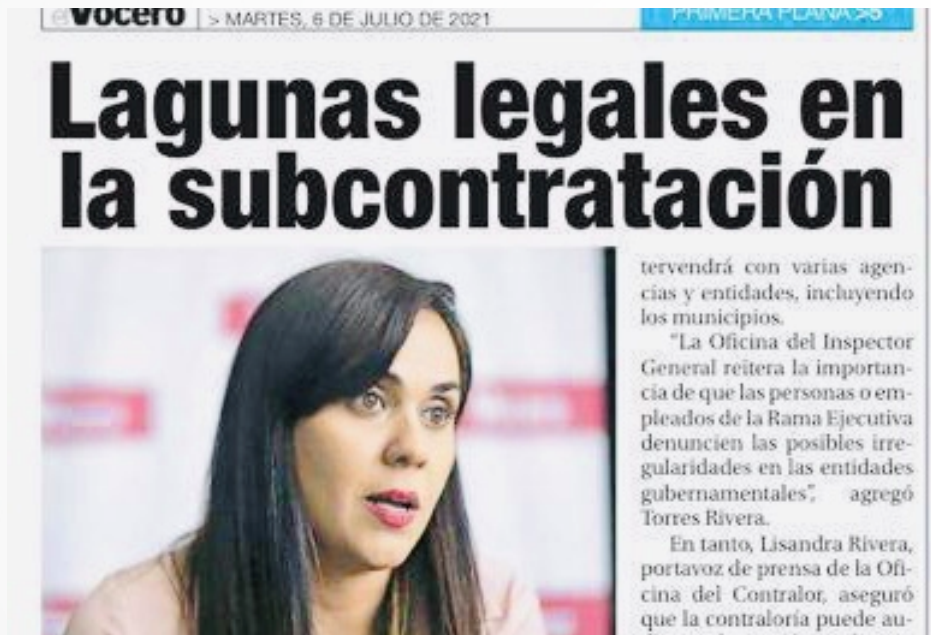 el Vocero > MARTES, 6 DE JULIO DE 2021
PRIMERA PLANA >5
Lagunas legales en
la subcontratación
tervendrá con varias agen-
cias y entidades, incluyendo
los municipios.
"La Oficina del Inspector
General reitera la importan-
cia de que las personas o em-
pleados de la Rama Ejecutiva
denuncien las posibles irre-
gularidades en las entidades
gubernamentales", agregó
Torres Rivera.
En tanto, Lisandra Rivera,
portavoz de prensa de la Ofi-
cina del Contralor, aseguró
que la contraloría puede au-